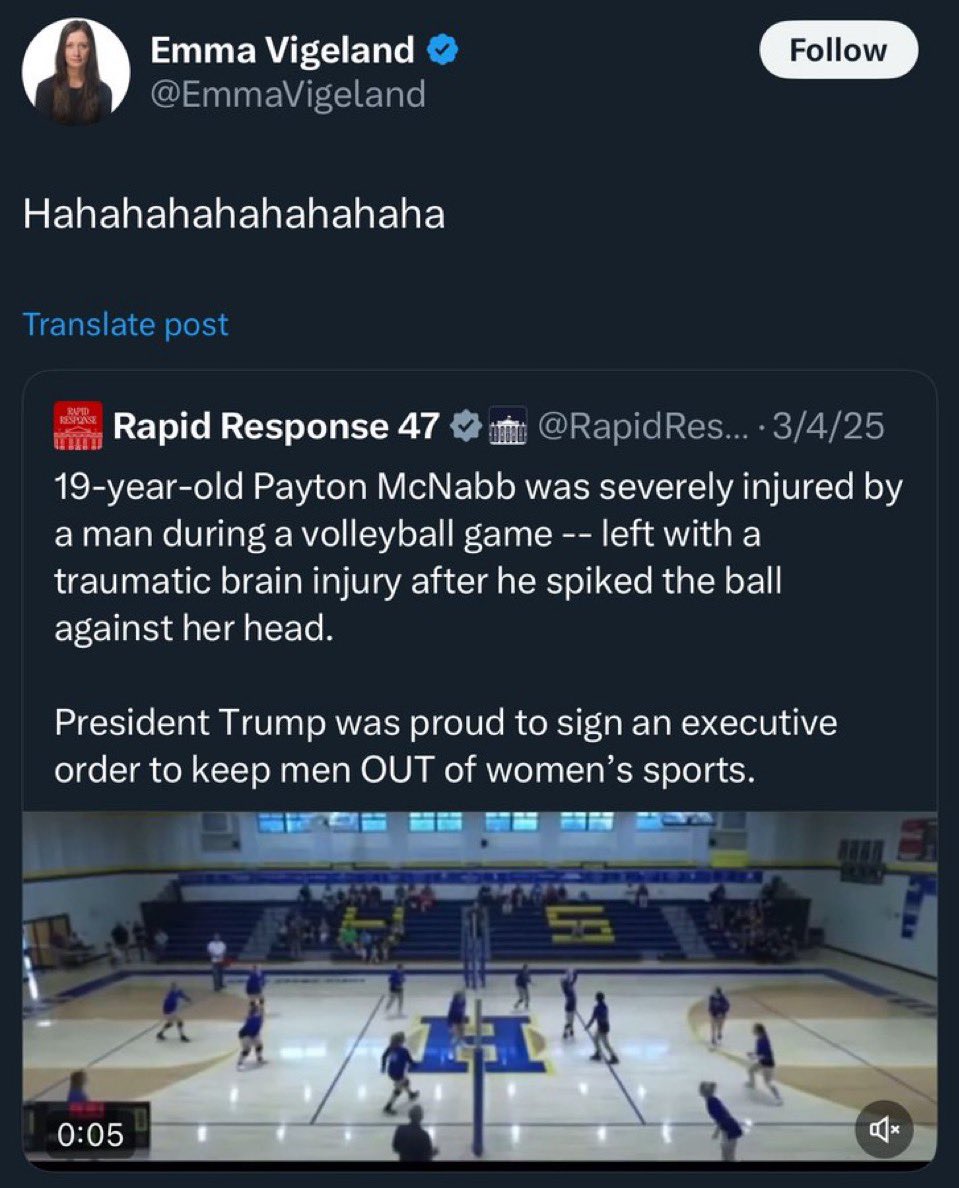 Emma Vigeland
Follow
@EmmaVigeland
Hahahahahahahahaha
Translate post
RAPID
RESPONSE
Rapid Response 47 @RapidRes... · 3/4/25
19-year-old Payton McNabb was severely injured by
a man during a volleyball game -- left with a
traumatic brain injury after he spiked the ball
against her head.
President Trump was proud to sign an executive
order to keep men OUT of women’s sports.
S
H
0:05